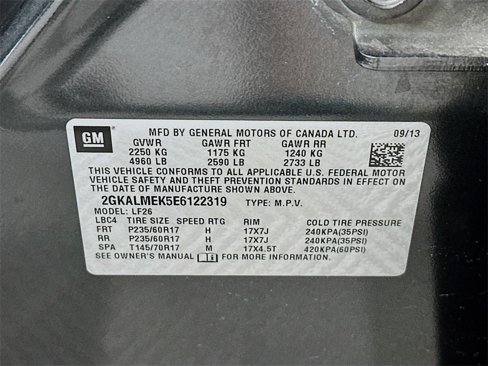 GM
MFD BY GENERAL MOTORS OF CANADA LTD. 09/13
GVWR GAWR FRT GAWR RR
2250 KG 1175 KG 1240 KG
4960 LB 2590 LB 2733 LB
THIS VEHICLE CONFORMS TO ALL APPLICABLE U.S. FEDERAL MOTOR
VEHICLE SAFETY AND THEFT PREVENTION STANDARDS IN EFFECT ON THE
DATE OF MANUFACTURE SHOWN ABOVE.
2GKALMEK5E6122319 TYPE: M.P.V.
MODEL: LF26
LBC4 TIRE SIZE SPEED RTG RIM COLD TIRE PRESSURE
FRT P235/60R17 H 17X7J 240KPA(35PSI)
RR P235/60R17 H 17X7J 240KPA(35PSI)
SPA T145/70R17 M 17X4.5T 420KPA(60PSI)
SEE OWNER'S MANUAL FOR MORE INFORMATION.